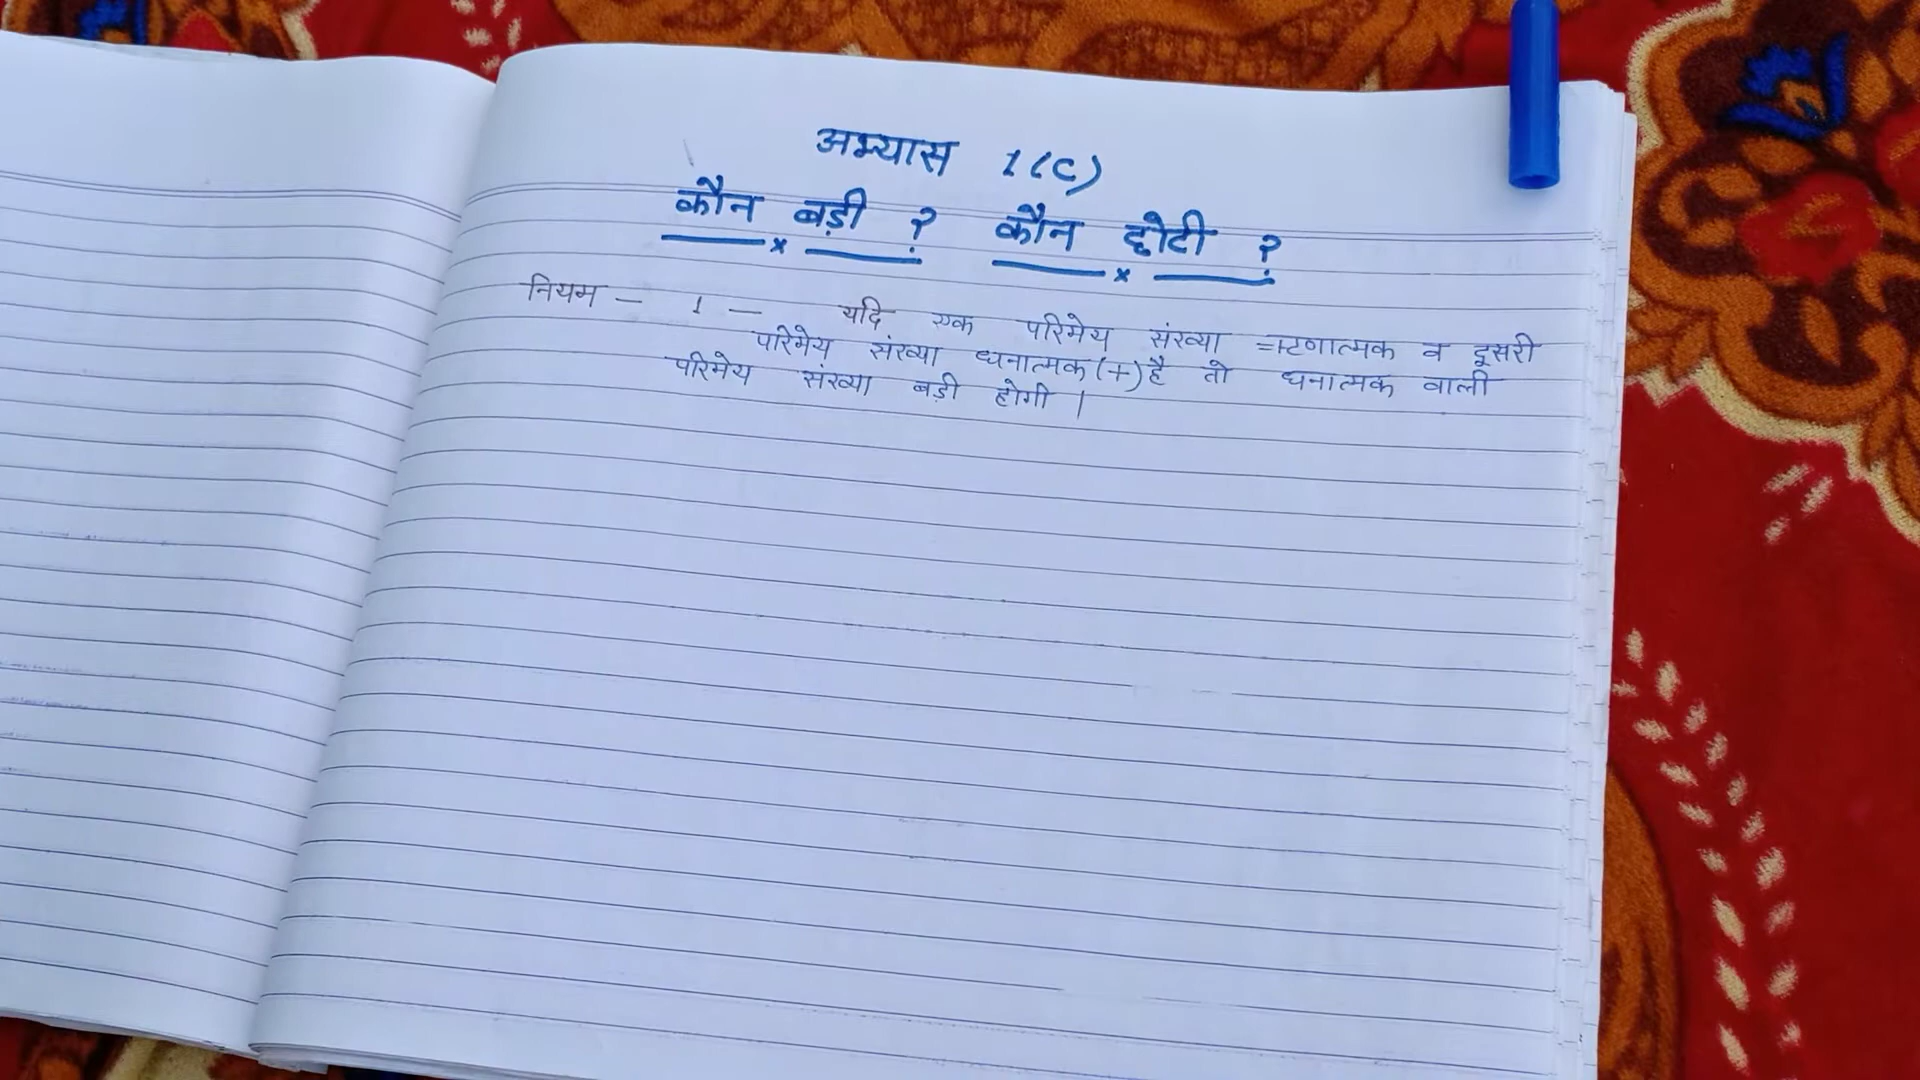 अभ्यास 1(C)
कौन बड़ी ? कौन छोटी ?
नियम - 1 - यदि एक परिमेय संख्या ऋणात्मक व दूसरी
परिमेय संख्या धनात्मक(+) है तो धनात्मक वाली
परिमेय संख्या बड़ी होगी ।